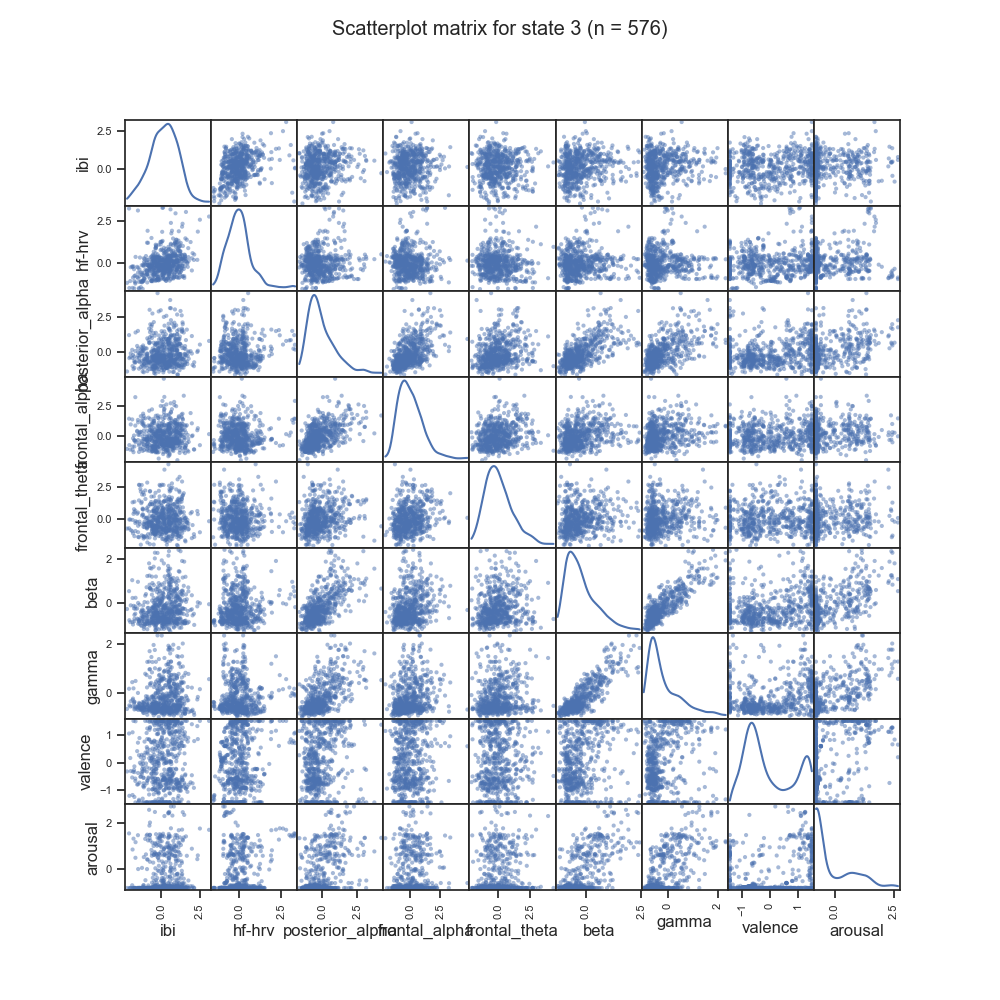 Scatterplot matrix for state 3 (n = 576)
2.5
0.0
ibi
2.5
0.0
hf-hrv
2.5
0.0
posterior_alpha
2.5
0.0
frontal_alpha
2.5
0.0
frontal_theta
2
0
beta
2
0
gamma
1
0
−1
valence
2
0
arousal
0.0 2.5 0.0 2.5 0.0 0.0 2.5 0.0 2.5 0.0 2.5 0 2 −1 0 1 0.0 2.5
ibi hf-hrv posterior_alpha frontal_alpha frontal_theta beta gamma valence arousal